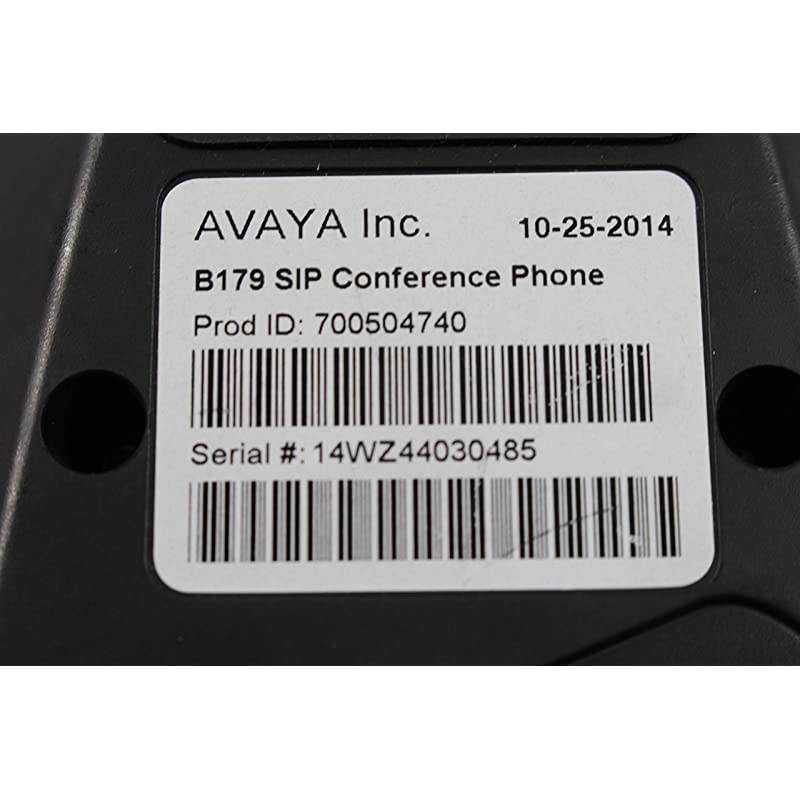 AVAYA Inc. 10-25-2014
B179 SIP Conference Phone
Prod ID: 700504740
Serial #: 14WZ44030485